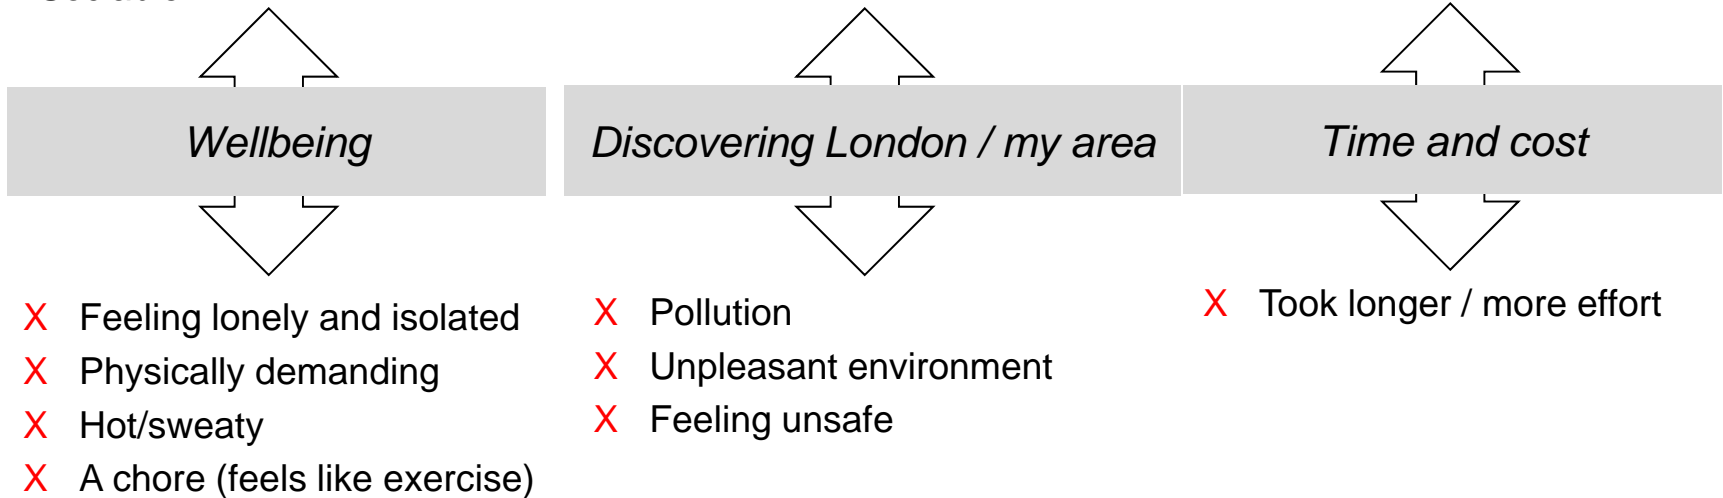 Wellbeing
Discovering London / my area
Time and cost
X Feeling lonely and isolated
X Physically demanding
X Hot/sweaty
X A chore (feels like exercise)
X Pollution
X Unpleasant environment
X Feeling unsafe
X Took longer / more effort